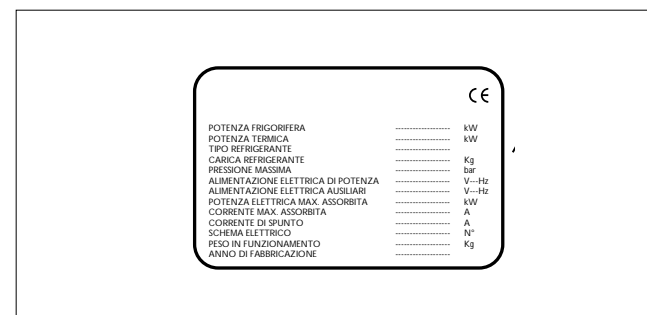 CE
POTENZA FRIGORIFERA ------------------- kW
POTENZA TERMICA ------------------- kW
TIPO REFRIGERANTE -------------------
CARICA REFRIGERANTE ------------------- Kg
PRESSIONE MASSIMA ------------------- bar
ALIMENTAZIONE ELETTRICA DI POTENZA ------------------- V---Hz
ALIMENTAZIONE ELETTRICA AUSILIARI ------------------- V---Hz
POTENZA ELETTRICA MAX. ASSORBITA ------------------- kW
CORRENTE MAX. ASSORBITA ------------------- A
CORRENTE DI SPUNTO ------------------- A
SCHEMA ELETTRICO ------------------- N°
PESO IN FUNZIONAMENTO ------------------- Kg
ANNO DI FABBRICAZIONE -------------------